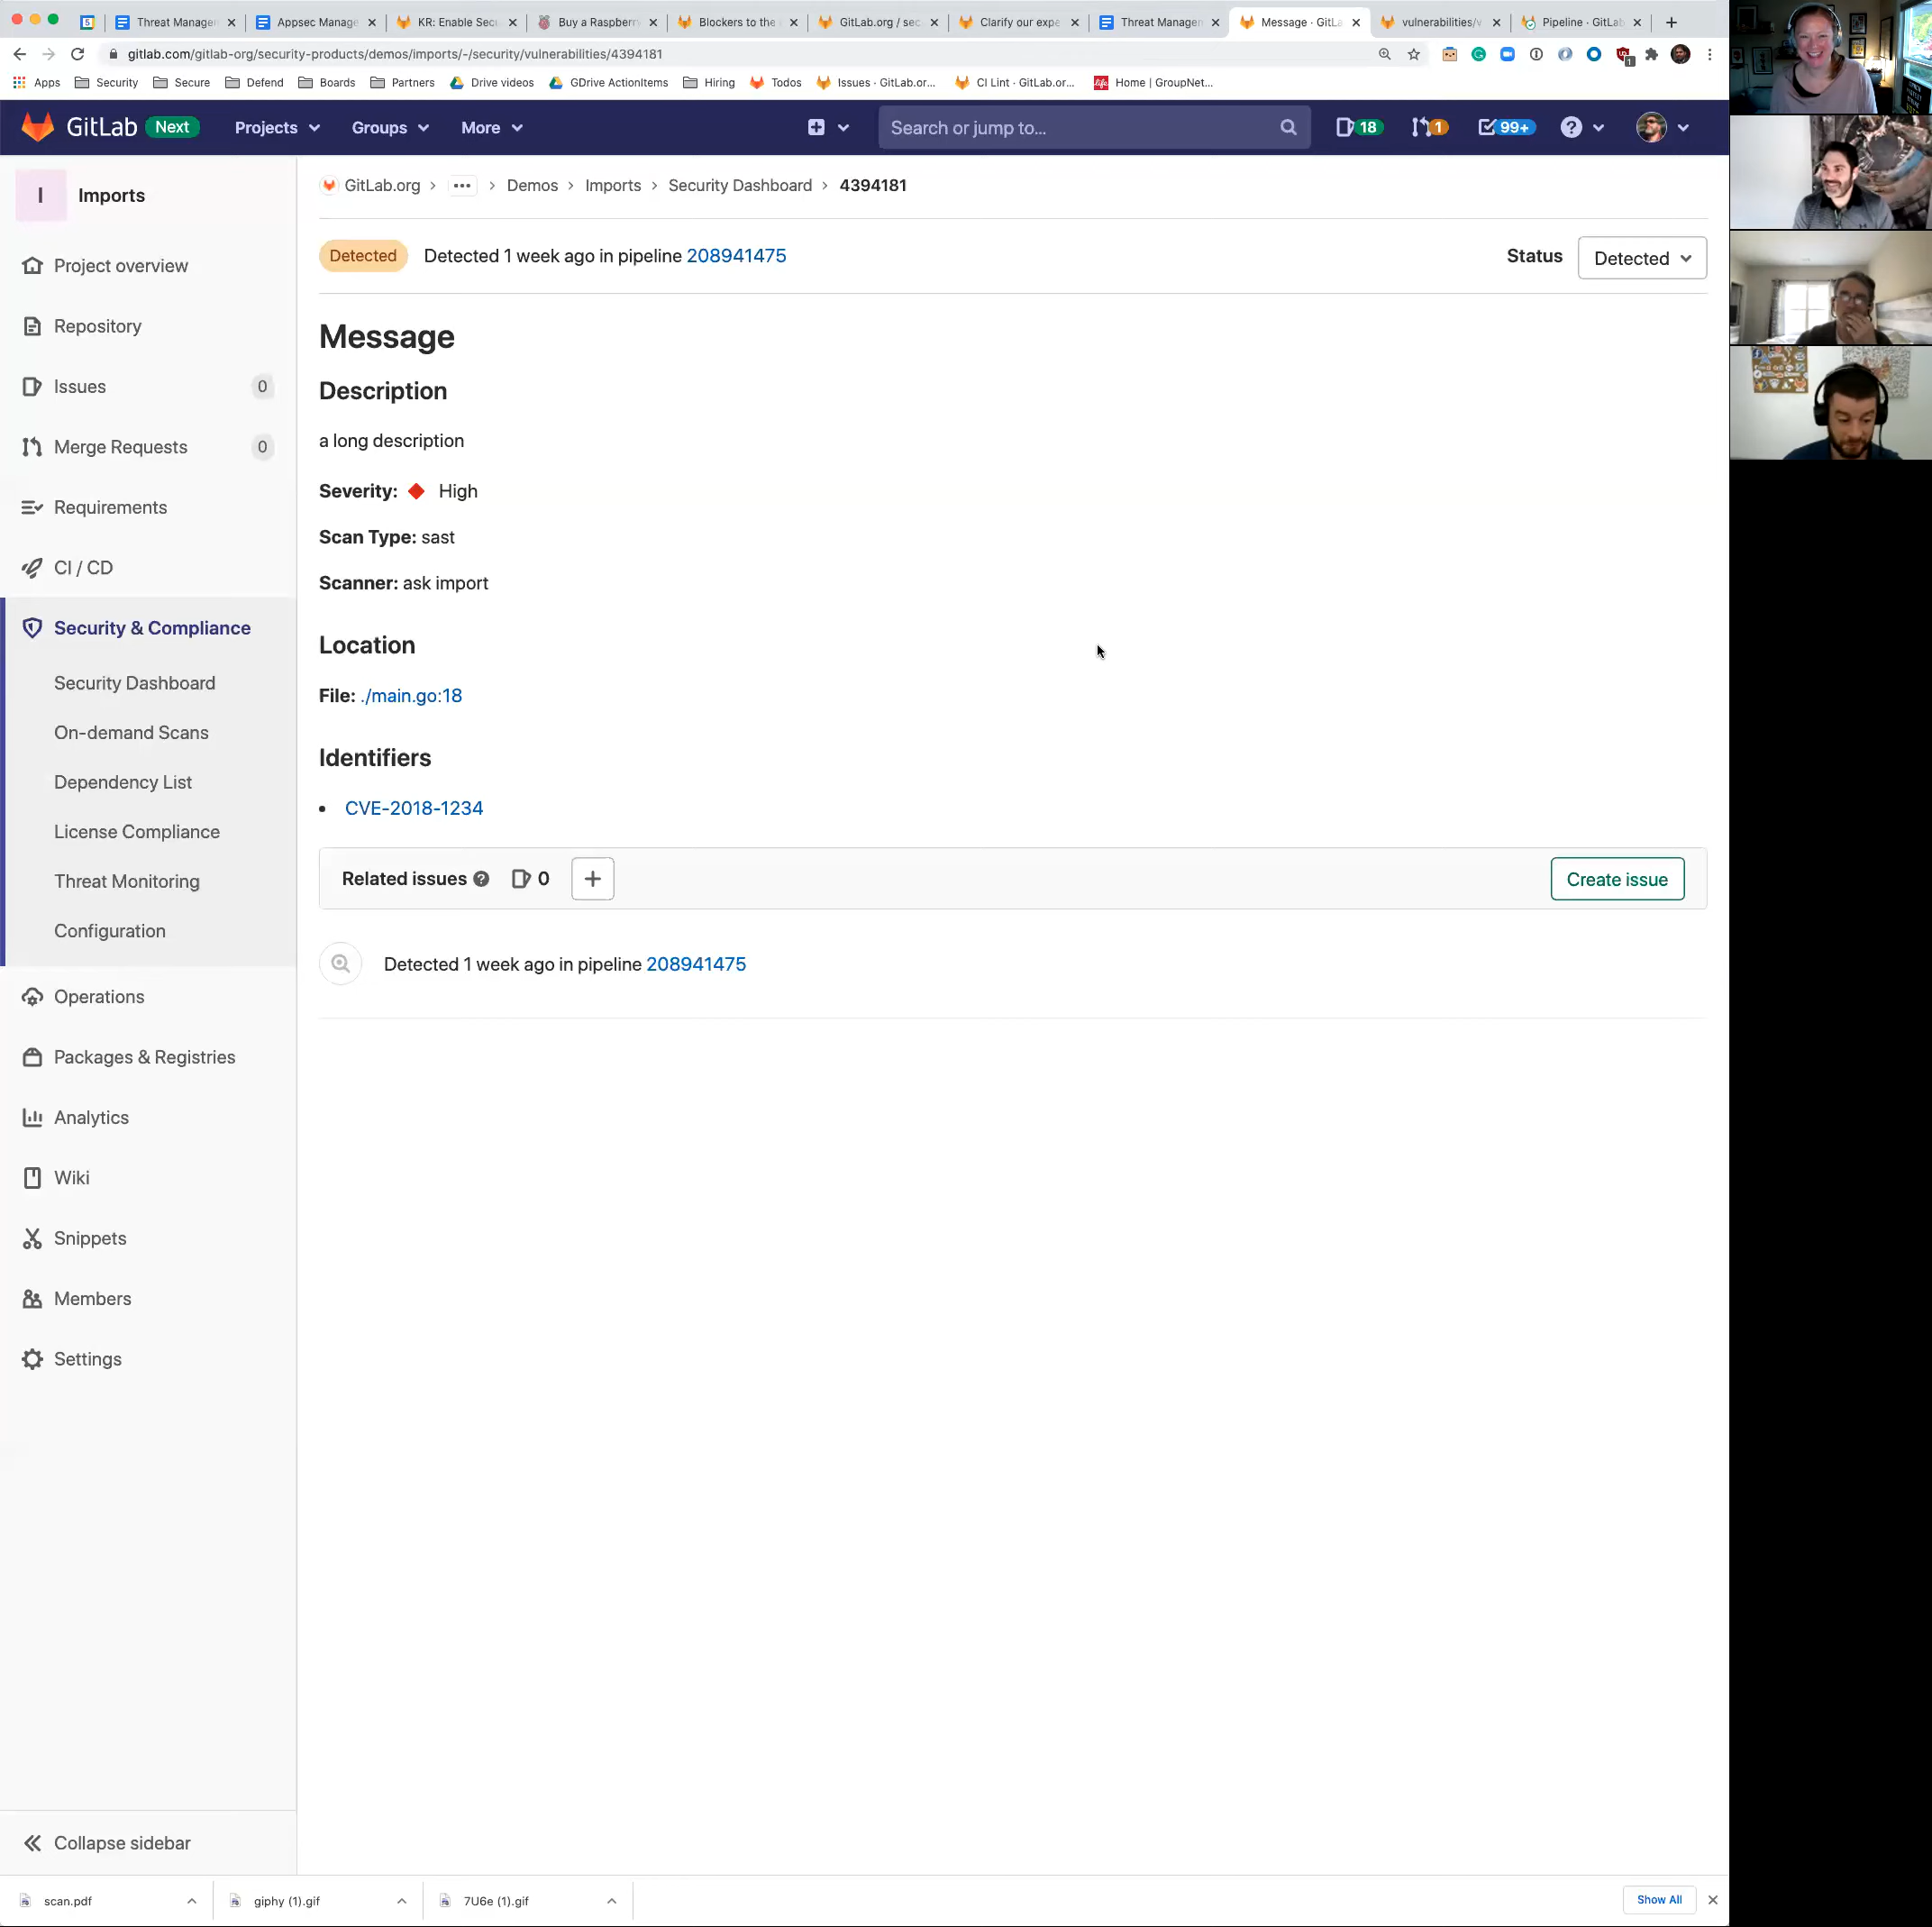 Threat Manage
Appsec Manage
KR: Enable Secu
Buy a Raspberr
Blockers to the
GitLab.org / sec
Clarify our expe
Threat Managem
Message · GitLa
vulnerabilities/v
Pipeline · GitLab
gitlab.com/gitlab-org/security-products/demos/imports/-/security/vulnerabilities/4394181
Apps Security Secure Defend Boards Partners Drive videos GDrive ActionItems Hiring Todos Issues · GitLab.or... CI Lint · GitLab.or... Home | GroupNet...
GitLab Next Projects Groups More Search or jump to... 18 1 99+
I Imports
Project overview
Repository
Issues 0
Merge Requests 0
Requirements
CI / CD
Security & Compliance
Security Dashboard
On-demand Scans
Dependency List
License Compliance
Threat Monitoring
Configuration
Operations
Packages & Registries
Analytics
Wiki
Snippets
Members
Settings
Collapse sidebar
GitLab.org > ... > Demos > Imports > Security Dashboard > 4394181
Detected Detected 1 week ago in pipeline 208941475 Status Detected
Message
Description
a long description
Severity: High
Scan Type: sast
Scanner: ask import
Location
File: ./main.go:18
Identifiers
• CVE-2018-1234
Related issues 0 + Create issue
Detected 1 week ago in pipeline 208941475
scan.pdf giphy (1).gif 7U6e (1).gif Show All